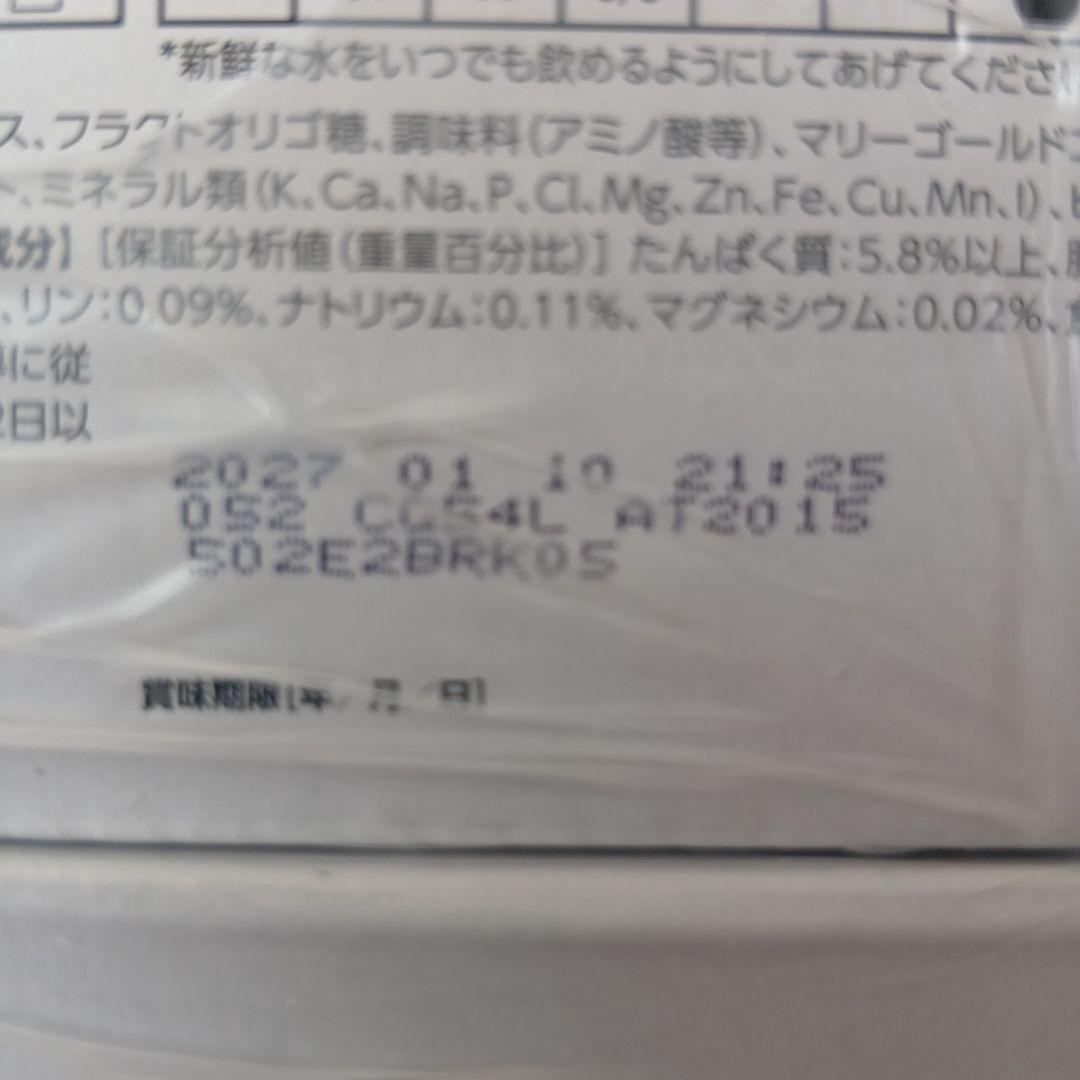 *新鮮な水をいつでも飲めるようにしてあげてくださ
ス、フラクトオリゴ糖、調味料(アミノ酸等)、マリーゴールド
ミネラル類(K、Ca、Na、P、Cl、Mg、Zn、Fe、Cu、Mn、I)、
成分】 [保証分析値(重量百分比)] たんぱく質:5.8%以上、
、リン:0.09%、ナトリウム:0.11%、マグネシウム:0.02%、
に従
日以
2027 01 10 21:25
052 CC54L AT2015
502E2BRK05
賞味期限[年/月/日]